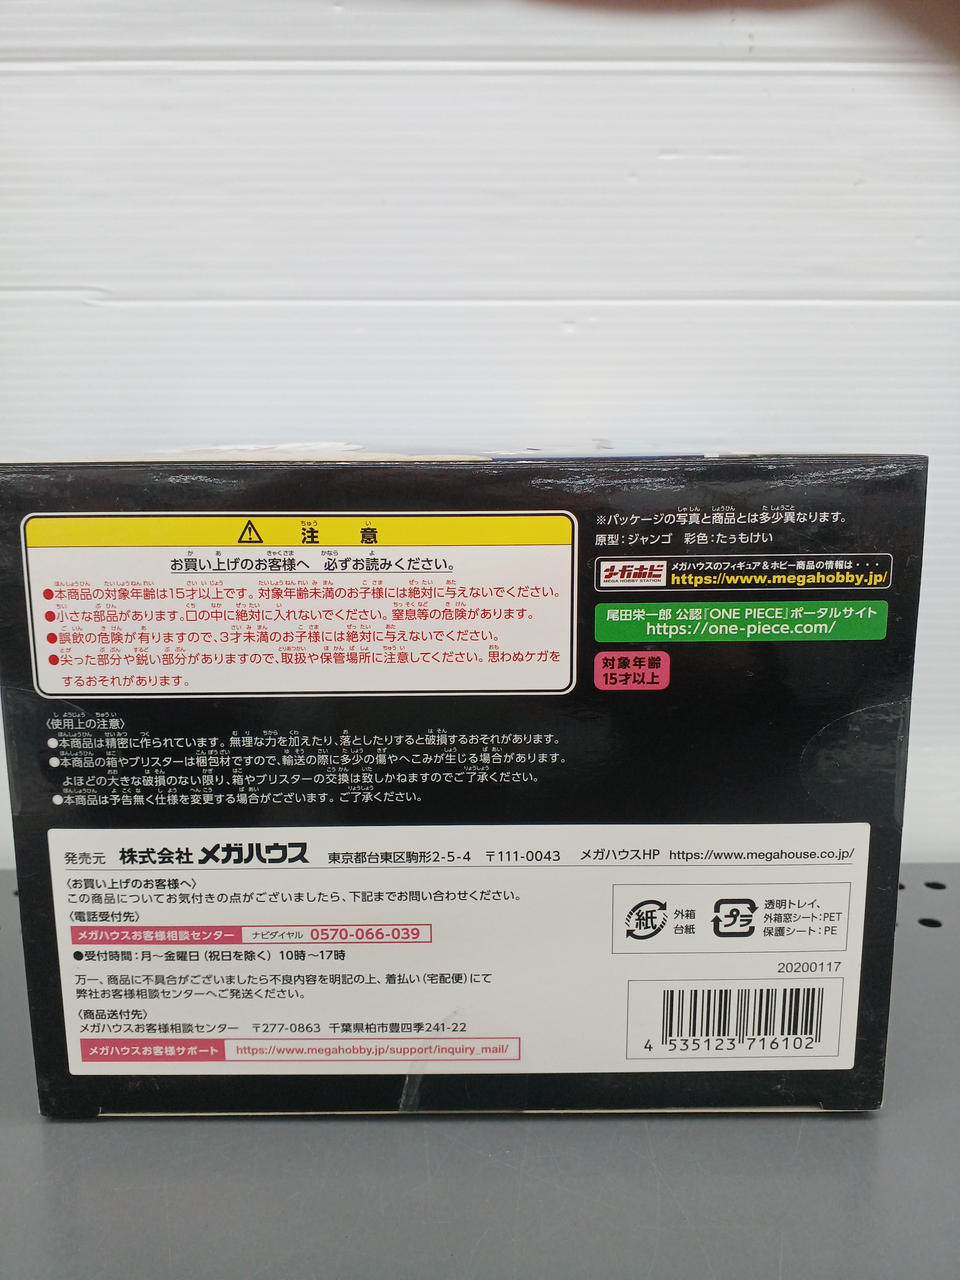 ⚠ 注意
お買い上げのお客様へ 必ずお読みください。
●本商品の対象年齢は15才以上です。対象年齢未満のお子様には絶対に与えないでください。
●小さな部品があります。口の中に絶対に入れないでください。窒息等の危険があります。
●誤飲の危険が有りますので、3才未満のお子様には絶対に与えないでください。
●尖った部分や鋭い部分がありますので、取扱や保管場所に注意してください。思わぬケガを
するおそれがあります。
※パッケージの写真と商品とは多少異なります。
原型：ジャンゴ 彩色：たぅもけい
メガホビ
MEGA HOBBY STATION
メガハウスのフィギュア＆ホビー商品の情報は・・・
https://www.megahobby.jp/
尾田栄一郎 公認『ONE PIECE』ポータルサイト
https://one-piece.com/
対象年齢
15才以上
〈使用上の注意〉
●本商品は精密に作られています。無理な力を加えたり、落としたりすると破損するおそれがあります。
●本商品の箱やブリスターは梱包材ですので、輸送の際に多少の傷やへこみが生じる場合があります。
よほどの大きな破損のない限り、箱やブリスターの交換は致しかねますのでご了承ください。
●本商品は予告無く仕様を変更する場合がございます。ご了承ください。
発売元 株式会社メガハウス 東京都台東区駒形2-5-4 〒111-0043 メガハウスHP https://www.megahouse.co.jp/
〈お買い上げのお客様へ〉
この商品についてお気付きの点がございましたら、下記までお問い合わせください。
〈電話受付先〉
メガハウスお客様相談センター ナビダイヤル 0570-066-039
●受付時間：月〜金曜日（祝日を除く）10時〜17時
万一、商品に不具合がございましたら不良内容を明記の上、着払い（宅配便）にて
弊社お客様相談センターへご発送ください。
〈商品送付先〉
メガハウスお客様相談センター 〒277-0863 千葉県柏市豊四季241-22
メガハウスお客様サポート https://www.megahobby.jp/support/inquiry_mail/
紙 外箱
台紙
プラ 透明トレイ、
外箱窓シート：PET
保護シート：PE
20200117
4 535123 716102